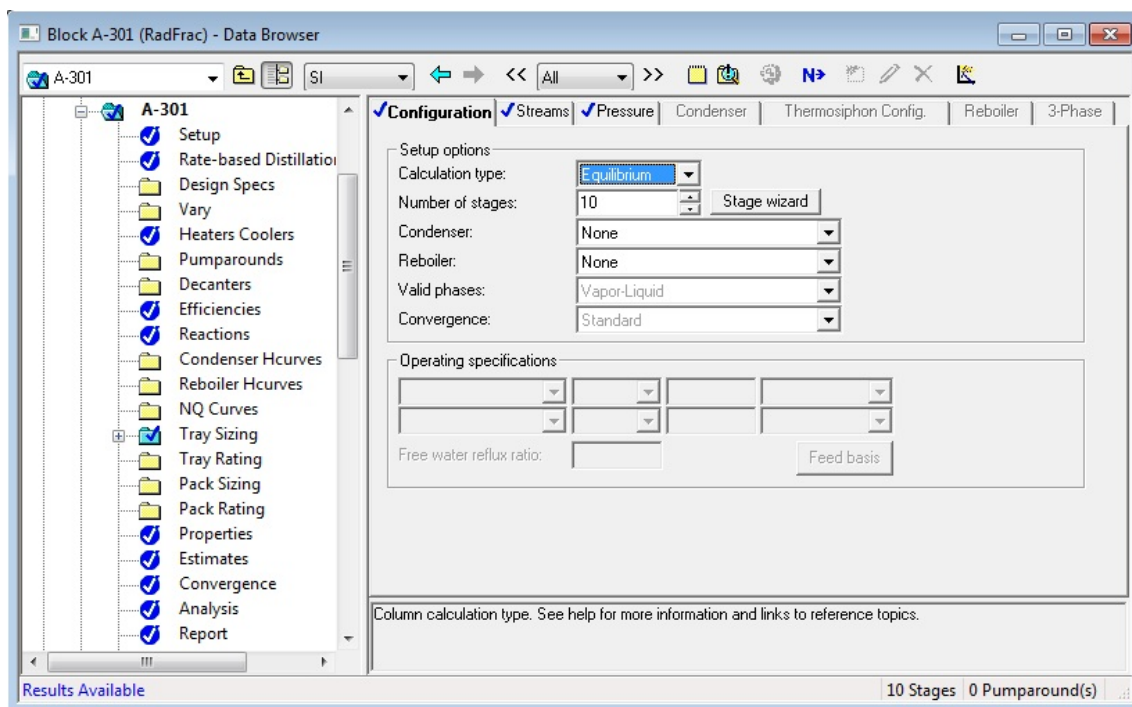 Block A-301 (RadFrac) - Data Browser
A-301 SI << All >> N→
A-301
Setup
Rate-based Distillation
Design Specs
Vary
Heaters Coolers
Pumparounds
Decanters
Efficiencies
Reactions
Condenser Hcurves
Reboiler Hcurves
NQ Curves
Tray Sizing
Tray Rating
Pack Sizing
Pack Rating
Properties
Estimates
Convergence
Analysis
Report
Configuration Streams Pressure Condenser Thermosiphon Config. Reboiler 3-Phase
Setup options
Calculation type: Equilibrium
Number of stages: 10 Stage wizard
Condenser: None
Reboiler: None
Valid phases: Vapor-Liquid
Convergence: Standard
Operating specifications
Free water reflux ratio: Feed basis
Column calculation type. See help for more information and links to reference topics.
Results Available 10 Stages 0 Pumparound(s)